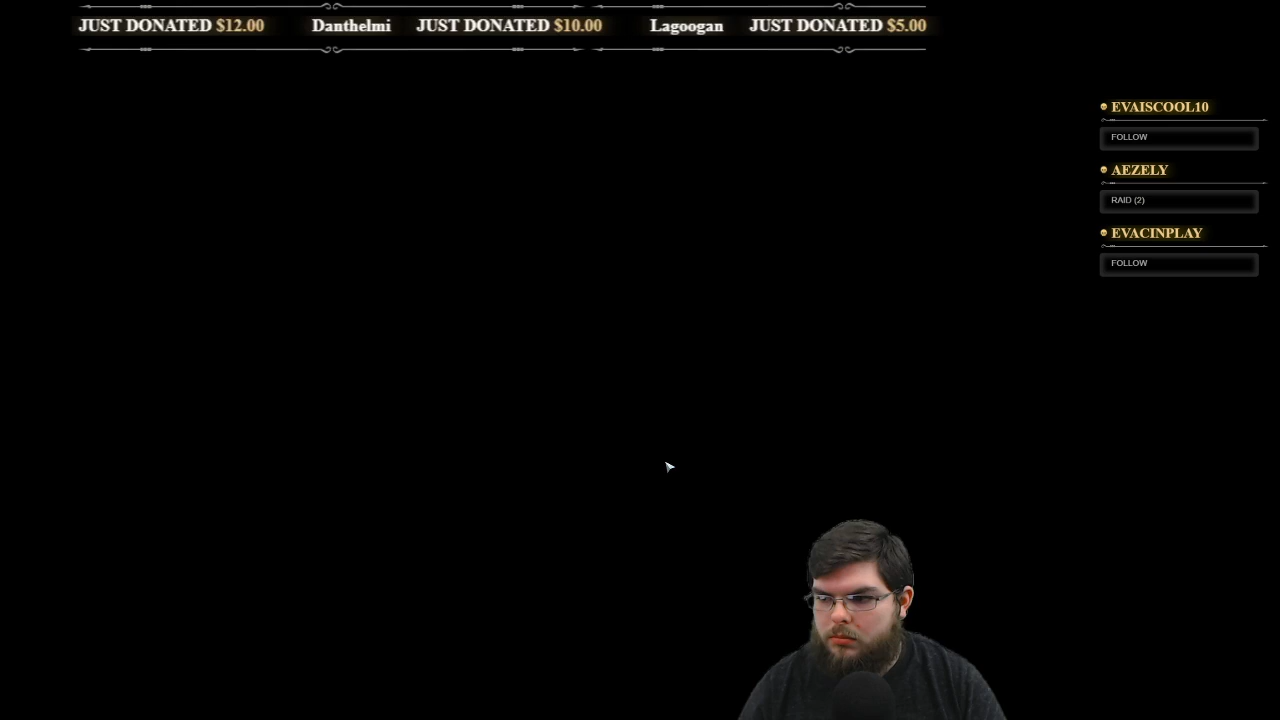 JUST DONATED $12.00 Danthelmi JUST DONATED $10.00 Lagoogan JUST DONATED $5.00
EVAISCOOL10
FOLLOW
AEZELY
RAID (2)
EVACINPLAY
FOLLOW